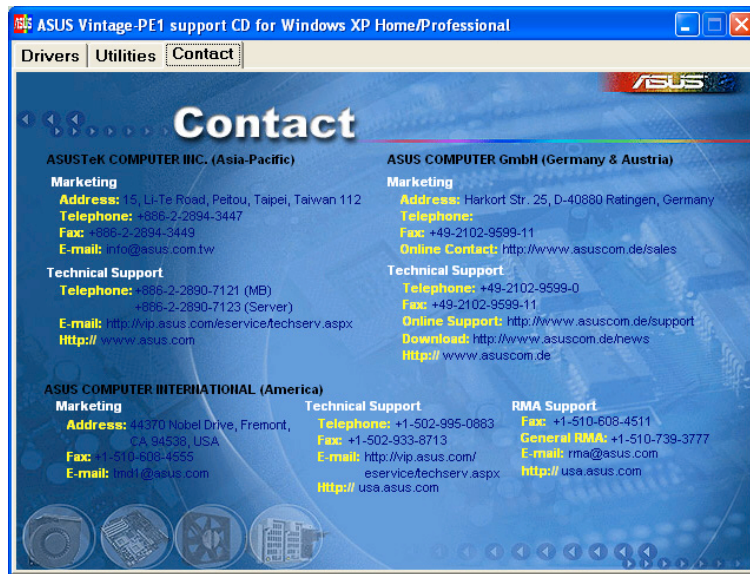 ASUS Vintage-PE1 support CD for Windows XP Home/Professional
Drivers Utilities Contact
ASUS
Contact
ASUSTeK COMPUTER INC. (Asia-Pacific)
Marketing
Address: 15, Li-Te Road, Peitou, Taipei, Taiwan 112
Telephone: +886-2-2894-3447
Fax: +886-2-2894-3449
E-mail: info@asus.com.tw
Technical Support
Telephone: +886-2-2890-7121 (MB)
+886-2-2890-7123 (Server)
E-mail: http://vip.asus.com/eservice/techserv.aspx
Http:// www.asus.com
ASUS COMPUTER GmbH (Germany & Austria)
Marketing
Address: Harkort Str. 25, D-40880 Ratingen, Germany
Telephone:
Fax: +49-2102-9599-11
Online Contact: http://www.asuscom.de/sales
Technical Support
Telephone: +49-2102-9599-0
Fax: +49-2102-9599-11
Online Support: http://www.asuscom.de/support
Download: http://www.asuscom.de/news
Http:// www.asuscom.de
ASUS COMPUTER INTERNATIONAL (America)
Marketing
Address: 44370 Nobel Drive, Fremont,
CA 94538, USA
Fax: +1-510-608-4555
E-mail: tmd1@asus.com
Technical Support
Telephone: +1-502-995-0883
Fax: +1-502-933-8713
E-mail: http://vip.asus.com/
eservice/techserv.aspx
Http:// usa.asus.com
RMA Support
Fax: +1-510-608-4511
General RMA: +1-510-739-3777
E-mail: rma@asus.com
http:// usa.asus.com